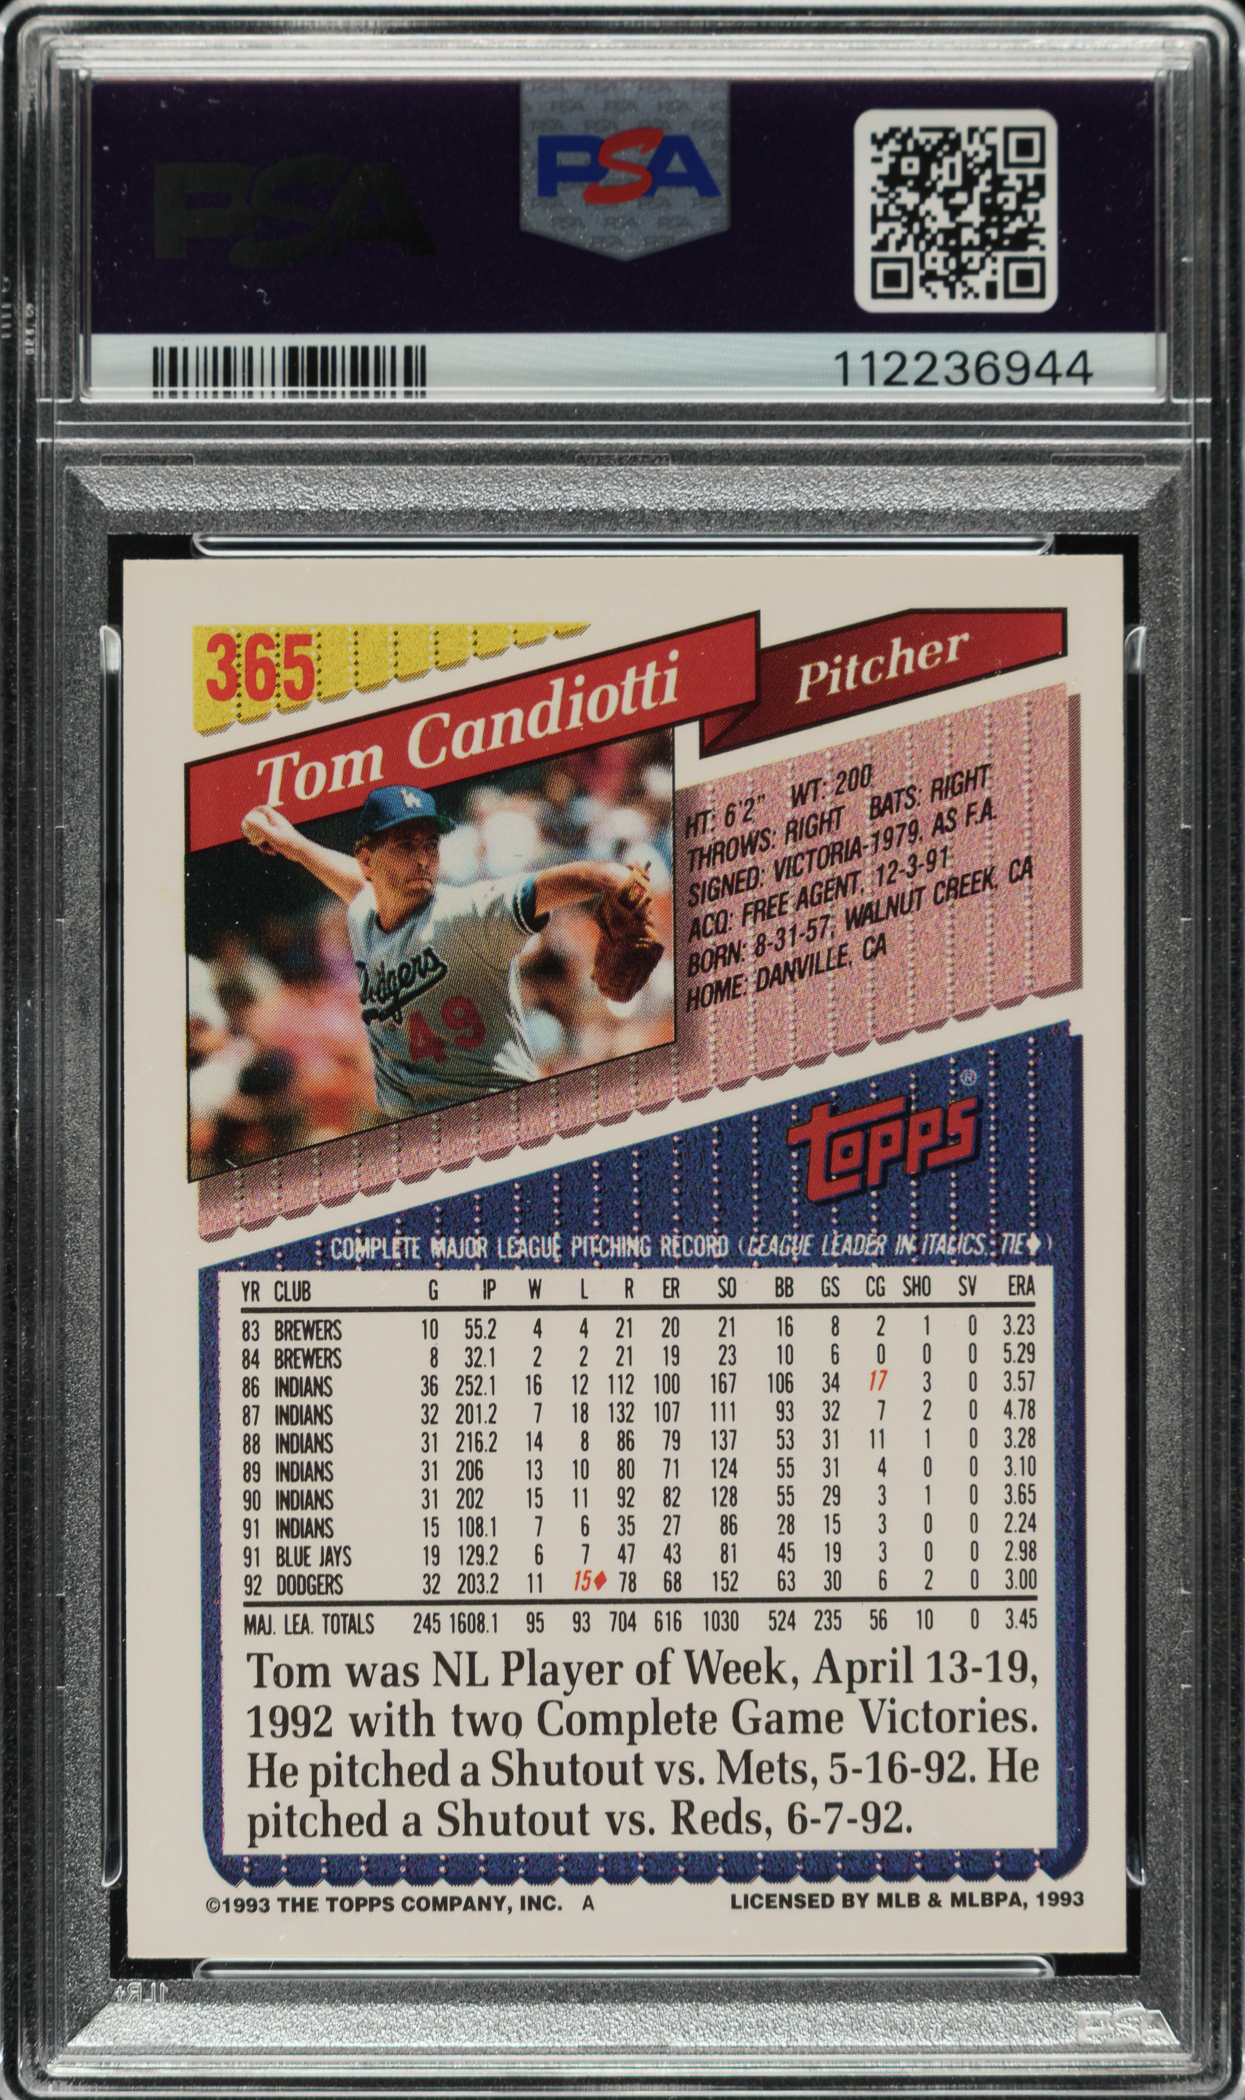 PSA
PSA
112236944
365
Tom Candiotti
Pitcher
HT: 6'2" WT: 200
THROWS: RIGHT BATS: RIGHT
SIGNED: VICTORIA-1979, AS F.A.
ACQ: FREE AGENT, 12-3-91
BORN: 8-31-57, WALNUT CREEK, CA
HOME: DANVILLE, CA
Dodgers
49
topps®
COMPLETE MAJOR LEAGUE PITCHING RECORD (LEAGUE LEADER IN ITALICS, TIE♦)
YR CLUB G IP W L R ER SO BB GS CG SHO SV ERA
83 BREWERS 10 55.2 4 4 21 20 21 16 8 2 1 0 3.23
84 BREWERS 8 32.1 2 2 21 19 23 10 6 0 0 0 5.29
86 INDIANS 36 252.1 16 12 112 100 167 106 34 17 3 0 3.57
87 INDIANS 32 201.2 7 18 132 107 111 93 32 7 2 0 4.78
88 INDIANS 31 216.2 14 8 86 79 137 53 31 11 1 0 3.28
89 INDIANS 31 206 13 10 80 71 124 55 31 4 0 0 3.10
90 INDIANS 31 202 15 11 92 82 128 55 29 3 1 0 3.65
91 INDIANS 15 108.1 7 6 35 27 86 28 15 3 0 0 2.24
91 BLUE JAYS 19 129.2 6 7 47 43 81 45 19 3 0 0 2.98
92 DODGERS 32 203.2 11 15♦ 78 68 152 63 30 6 2 0 3.00
MAJ. LEA. TOTALS 245 1608.1 95 93 704 616 1030 524 235 56 10 0 3.45
Tom was NL Player of Week, April 13-19,
1992 with two Complete Game Victories.
He pitched a Shutout vs. Mets, 5-16-92. He
pitched a Shutout vs. Reds, 6-7-92.
©1993 THE TOPPS COMPANY, INC. A
LICENSED BY MLB & MLBPA, 1993
PSA